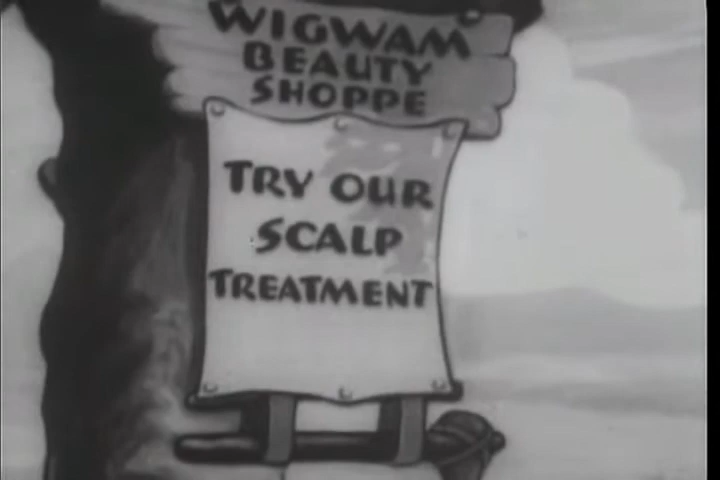 WIGWAM
BEAUTY
SHOPPE
TRY OUR
SCALP
TREATMENT